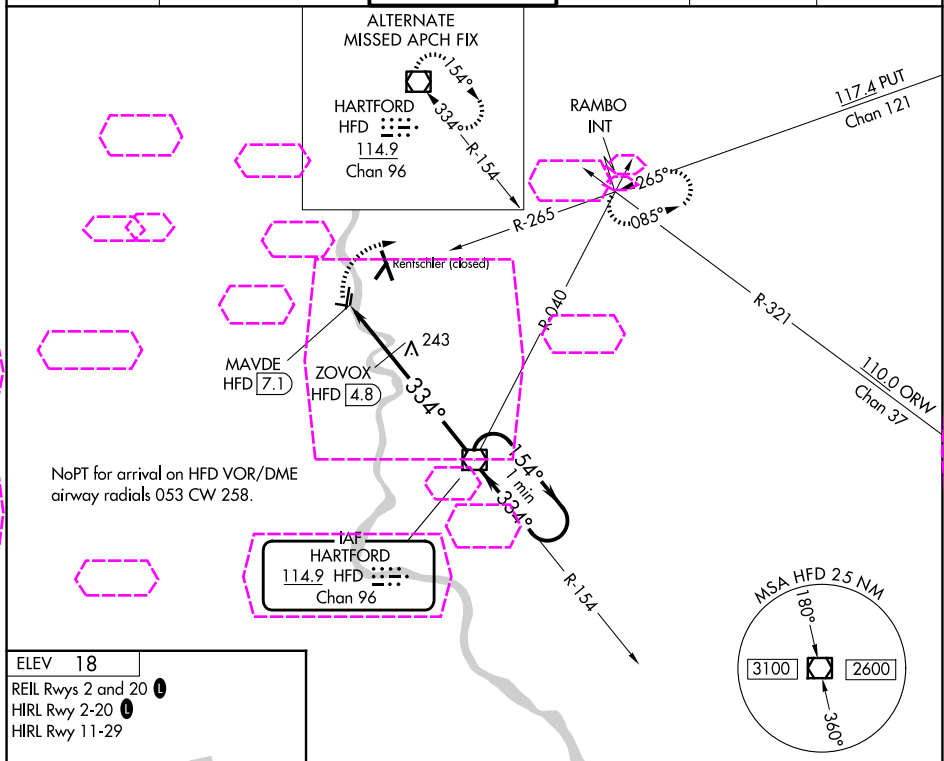 ALTERNATE
MISSED APCH FIX
154°
HARTFORD
HFD
334°
114.9
Chan 96
R-154
RAMBO
INT
117.4 PUT
Chan 121
265°
085°
R-265
Rentschler (closed)
R-040
R-321
243
MAVDE
HFD 7.1
ZOVOX
HFD 4.8
334°
110.0 ORW
Chan 37
154°
1 min
334°
NoPT for arrival on HFD VOR/DME
airway radials 053 CW 258.
IAF
HARTFORD
114.9 HFD
Chan 96
R-154
MSA HFD 25 NM
180°
3100
2600
360°
ELEV 18
REIL Rwys 2 and 20 L
HIRL Rwy 2-20 L
HIRL Rwy 11-29